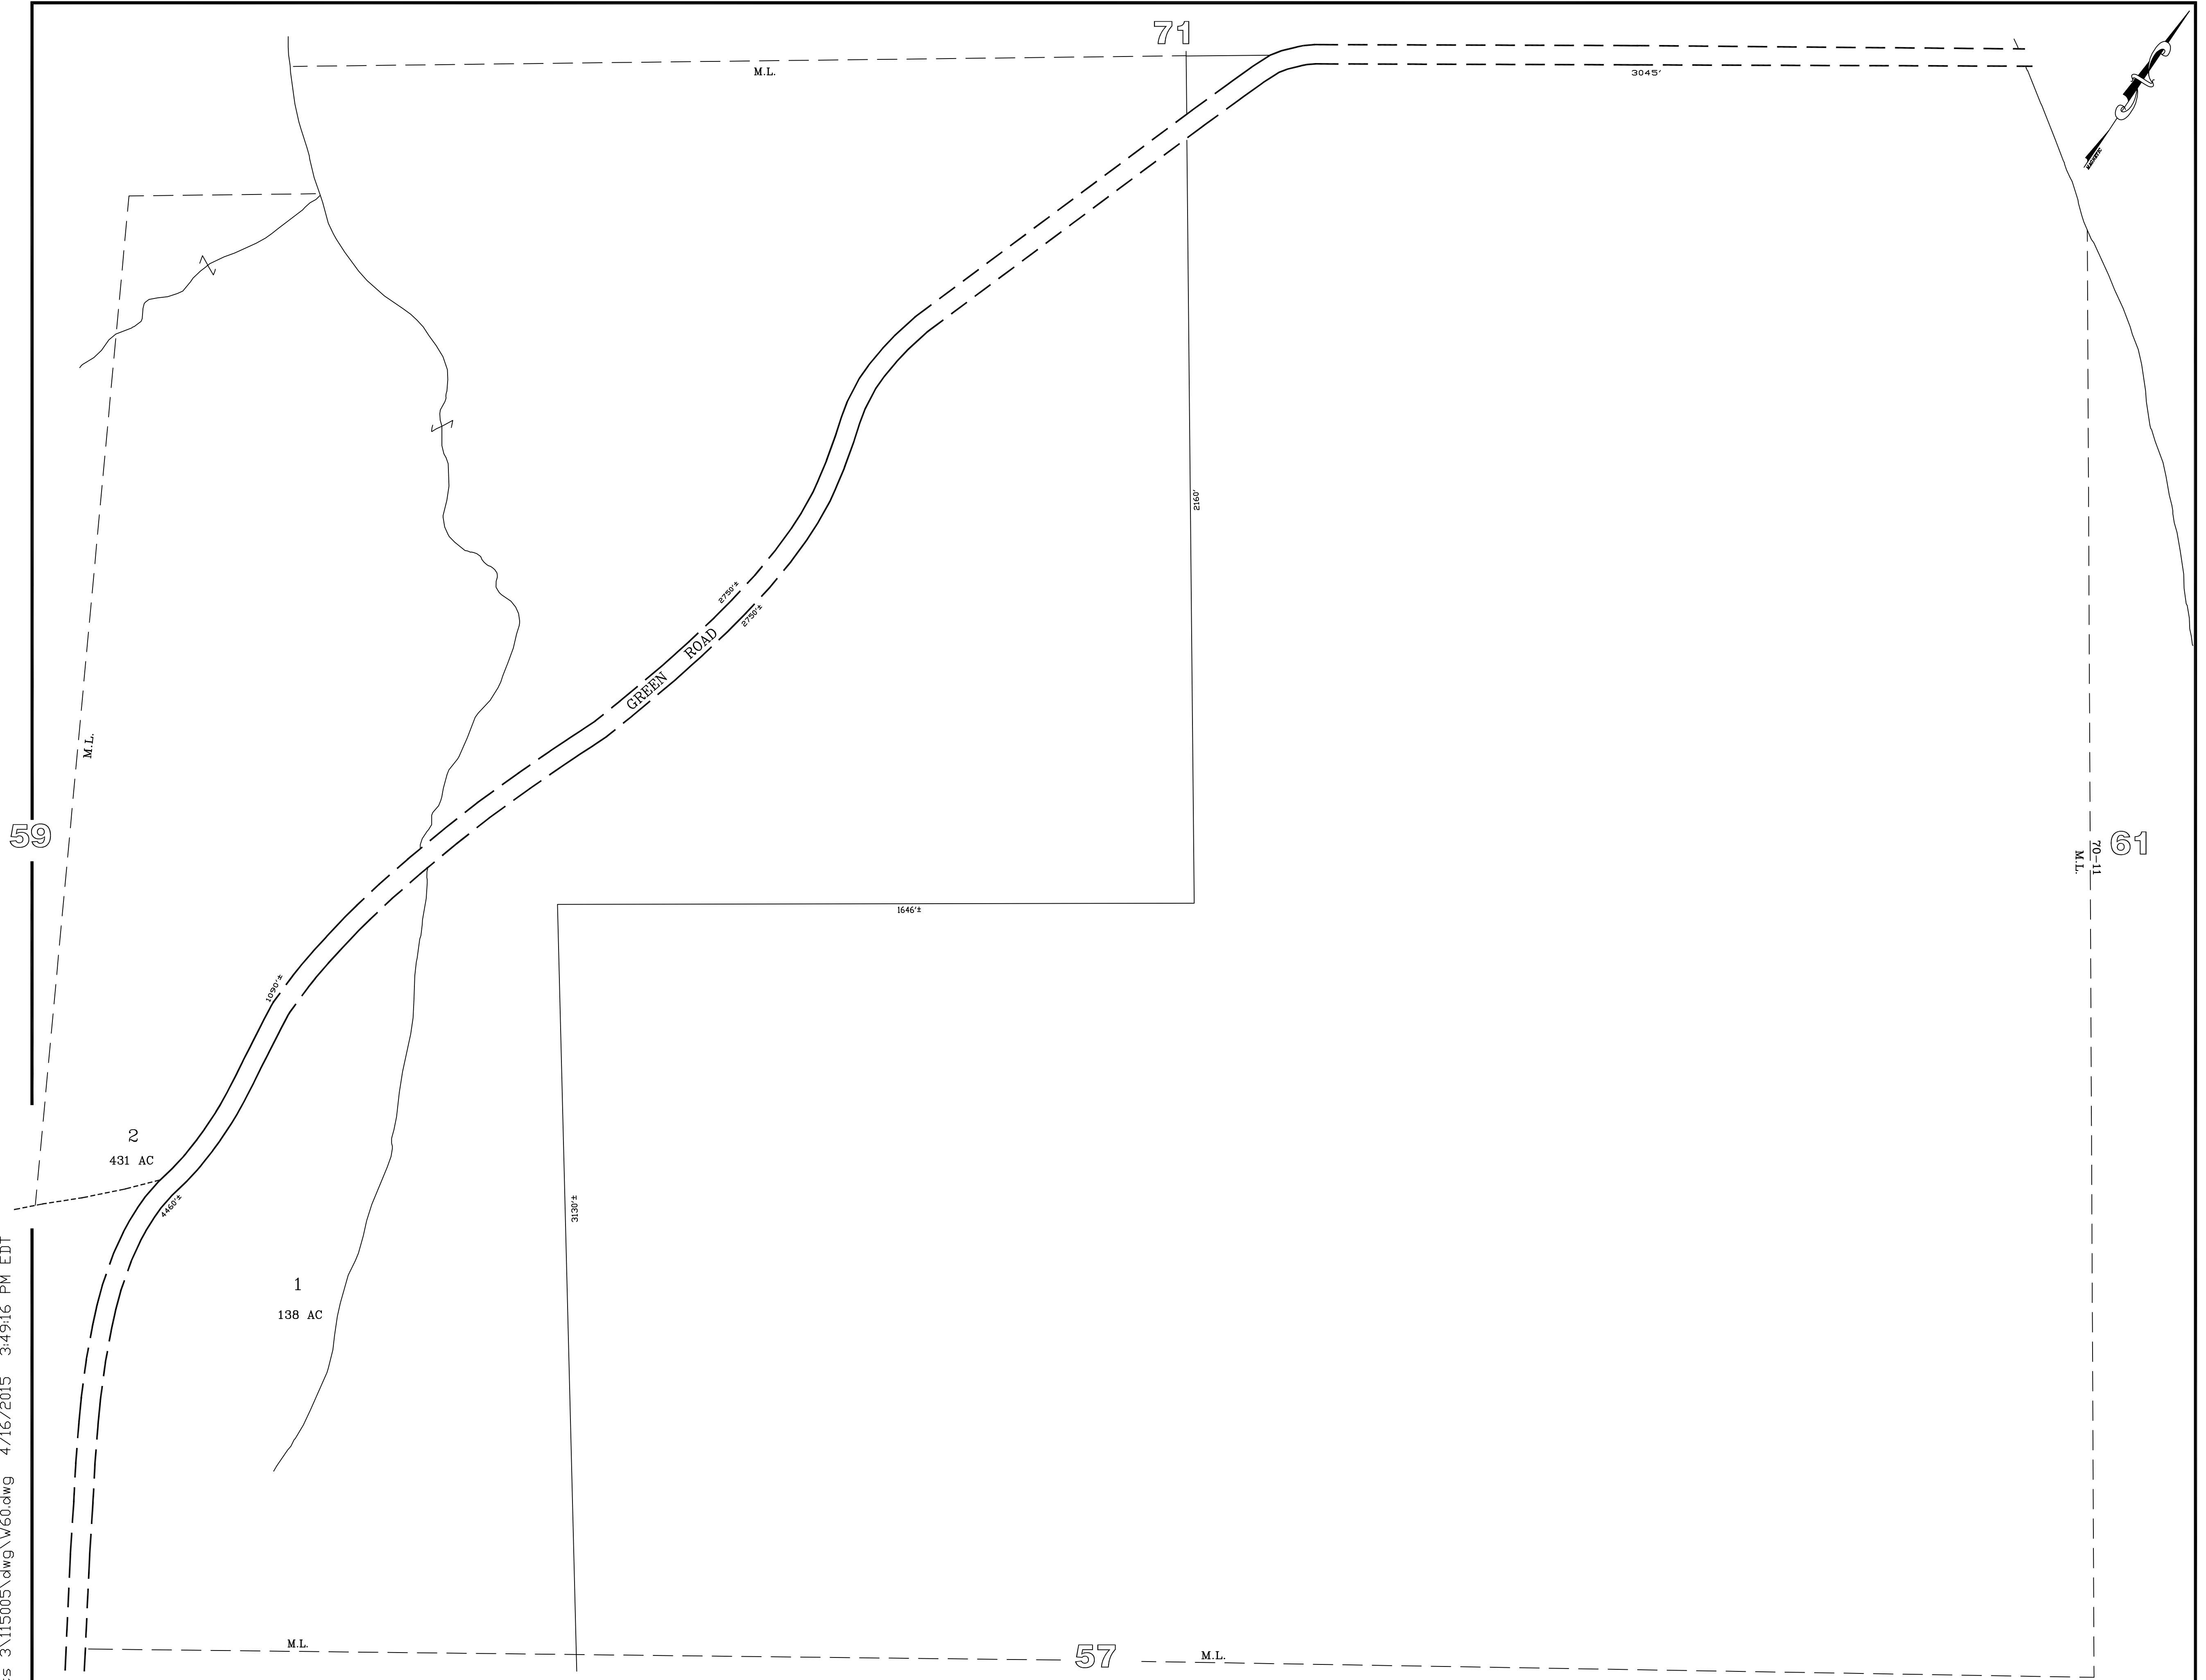 71
M.L.
3045'
2160'
2750'±
2750'±
GREEN ROAD
M.L.
59
61
70-11
M.L.
1646'±
1090'±
2
431 AC
4460'±
3130'±
1
138 AC
M.L.
57
M.L.
3\115005\dwg\W60.dwg 4/16/2015 3:49:16 PM EDT